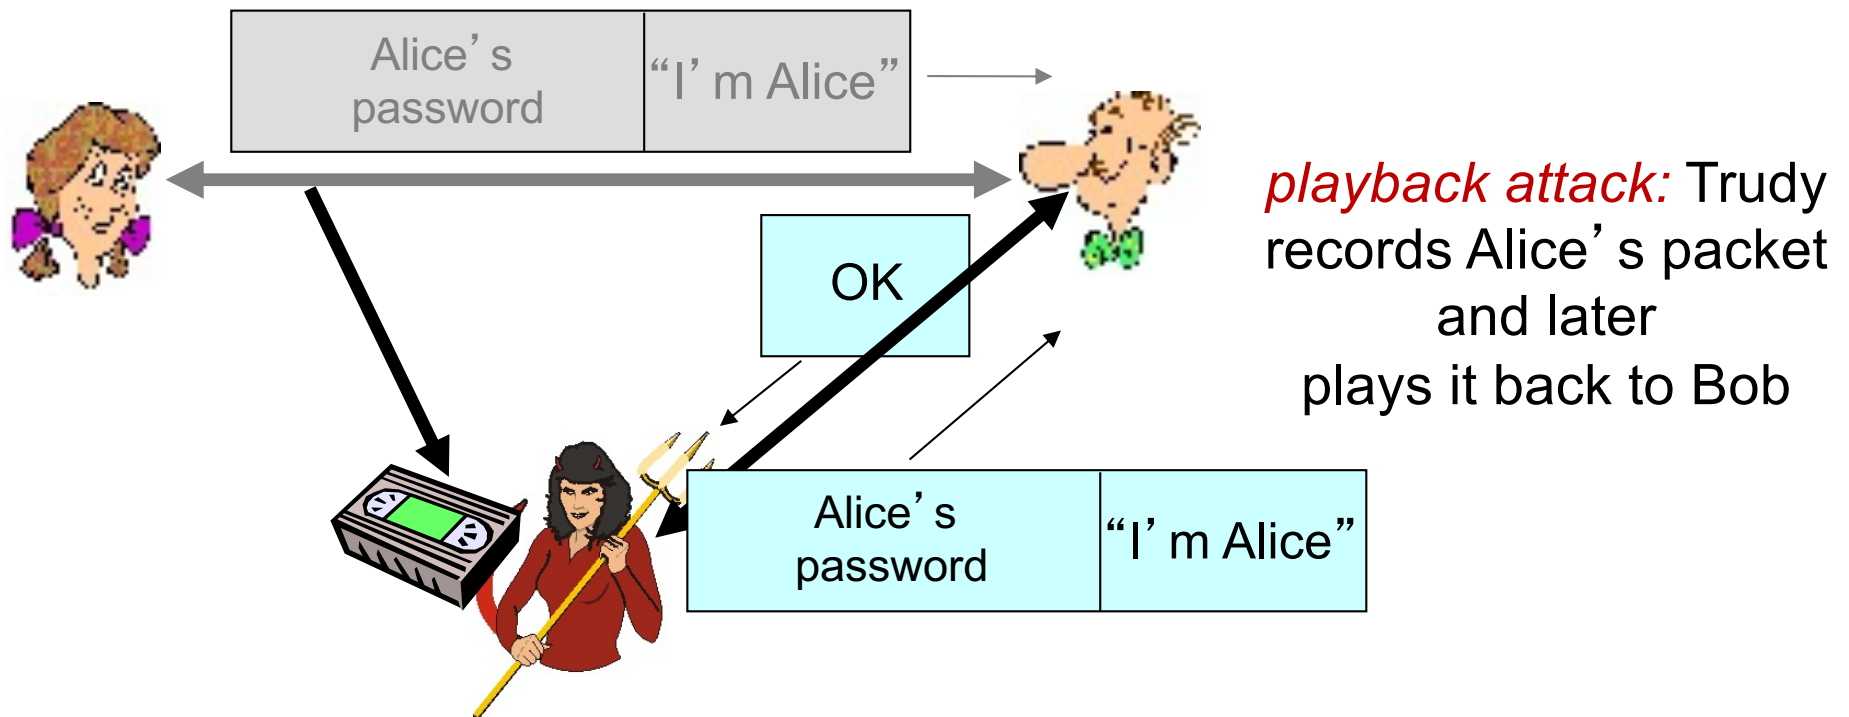 Alice’s
password
“I’m Alice”
OK
playback attack: Trudy
records Alice’s packet
and later
plays it back to Bob
Alice’s
password
“I’m Alice”